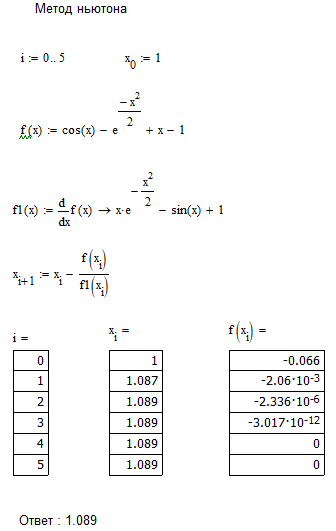 Метод ньютона
i := 0.. 5 x₀ := 1
f(x) := cos(x) − e^(−x²/2) + x − 1
f1(x) := d/dx f(x) → x·e^(−x²/2) − sin(x) + 1
xᵢ₊₁ := xᵢ − f(xᵢ)/f1(xᵢ)
i = xᵢ = f(xᵢ) =
0 1 -0.066
1 1.087 -2.06·10⁻³
2 1.089 -2.336·10⁻⁶
3 1.089 -3.017·10⁻¹²
4 1.089 0
5 1.089 0
Ответ : 1.089